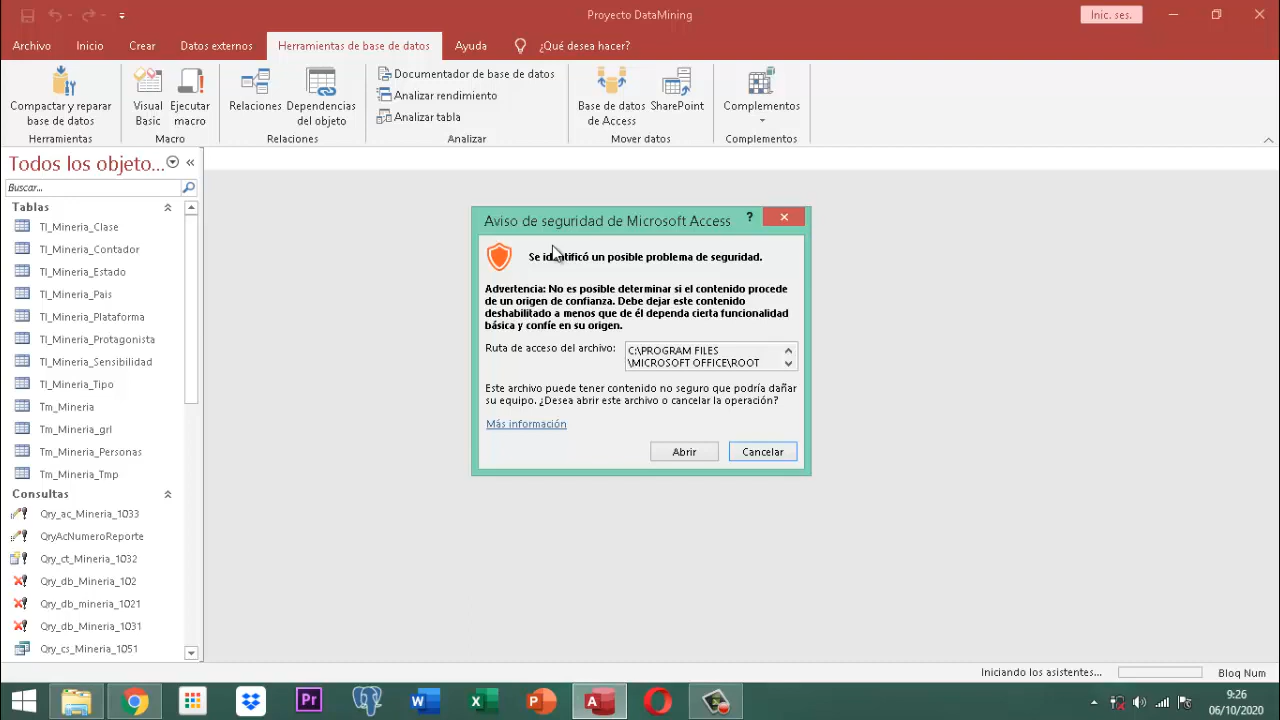 Proyecto DataMining
Inic. ses.
Archivo Inicio Crear Datos externos Herramientas de base de datos Ayuda ¿Qué desea hacer?
Compactar y reparar base de datos
Visual Basic
Ejecutar macro
Relaciones
Dependencias del objeto
Documentador de base de datos
Analizar rendimiento
Analizar tabla
Base de datos de Access
SharePoint
Complementos
Herramientas Macro Relaciones Analizar Mover datos Complementos
Todos los objeto...
Buscar...
Tablas
Tl_Mineria_Clase
Tl_Mineria_Contador
Tl_Mineria_Estado
Tl_Mineria_Pais
Tl_Mineria_Plataforma
Tl_Mineria_Protagonista
Tl_Mineria_Sensibilidad
Tl_Mineria_Tipo
Tm_Mineria
Tm_Mineria_grl
Tm_Mineria_Personas
Tm_Mineria_Tmp
Consultas
Qry_ac_Mineria_1033
QryAcNumeroReporte
Qry_ct_Mineria_1032
Qry_db_Mineria_102
Qry_db_mineria_1021
Qry_db_Mineria_1031
Qry_cs_Mineria_1051
Aviso de seguridad de Microsoft Access
?
Se identificó un posible problema de seguridad.
Advertencia: No es posible determinar si el contenido procede
de un origen de confianza. Debe dejar este contenido
deshabilitado a menos que de él dependa cierta funcionalidad
básica y confíe en su origen.
Ruta de acceso del archivo:
C:\PROGRAM FILES
\MICROSOFT OFFICE\ROOT
Este archivo puede tener contenido no seguro que podría dañar
su equipo. ¿Desea abrir este archivo o cancelar la operación?
Más información
Abrir Cancelar
Iniciando los asistentes...
Bloq Num
Pr
9:26
06/10/2020